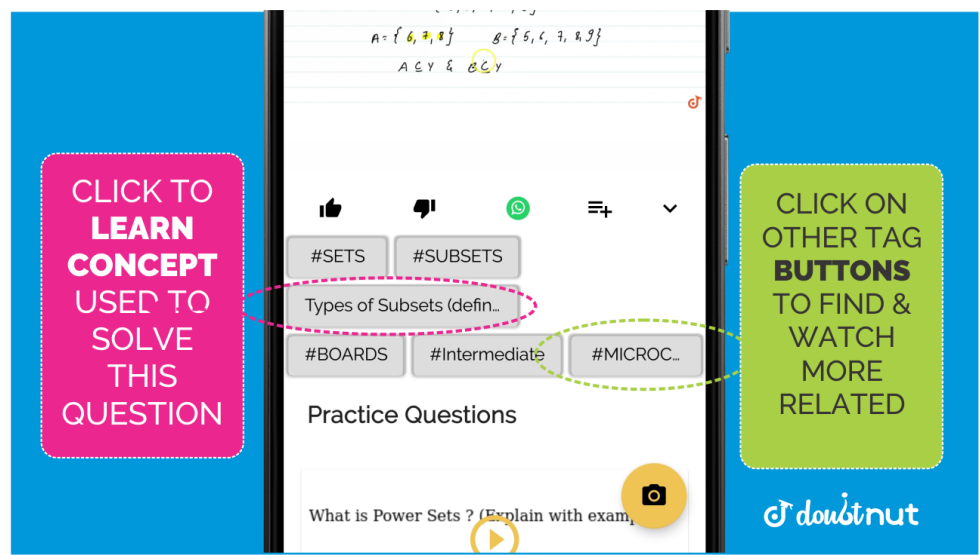 A = { 6, 7, 8 } B = { 5, 6, 7, 8, 9 }
A ⊆ Y & B ⊆ Y
CLICK TO
LEARN
CONCEPT
USED TO
SOLVE
THIS
QUESTION
#SETS #SUBSETS
Types of Subsets (defin...
#BOARDS #Intermediate #MICROC...
Practice Questions
What is Power Sets ? (Explain with examp
CLICK ON
OTHER TAG
BUTTONS
TO FIND &
WATCH
MORE
RELATED
doubtnut